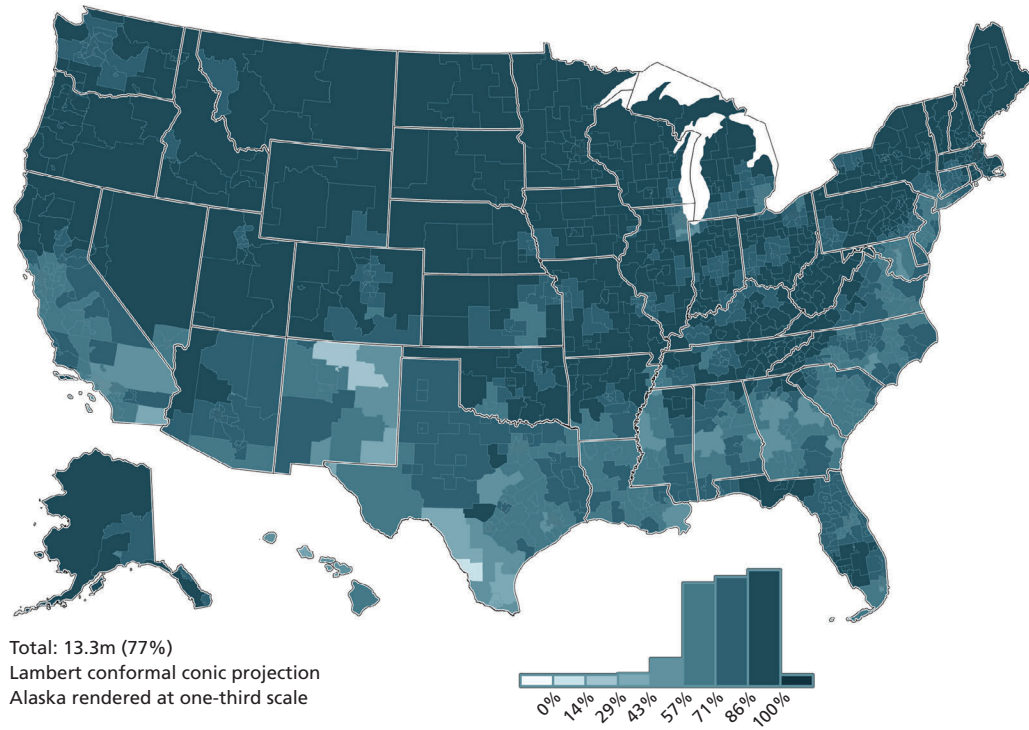 Total: 13.3m (77%)
Lambert conformal conic projection
Alaska rendered at one-third scale
0% 14% 29% 43% 57% 71% 86% 100%